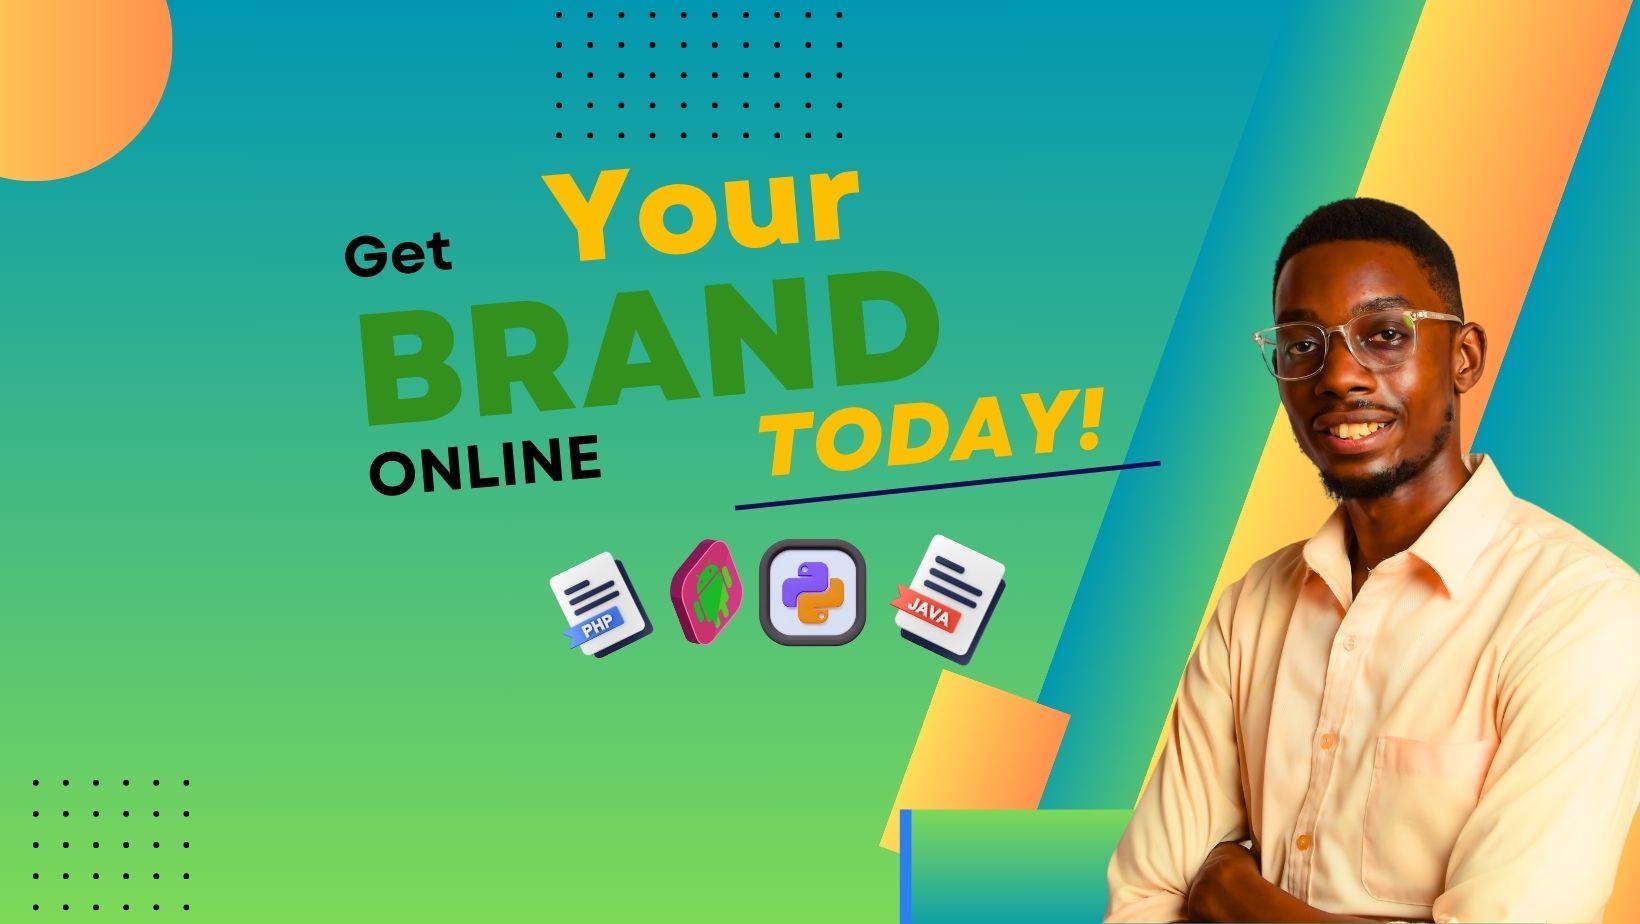 Get Your
BRAND
ONLINE TODAY!
PHP
JAVA